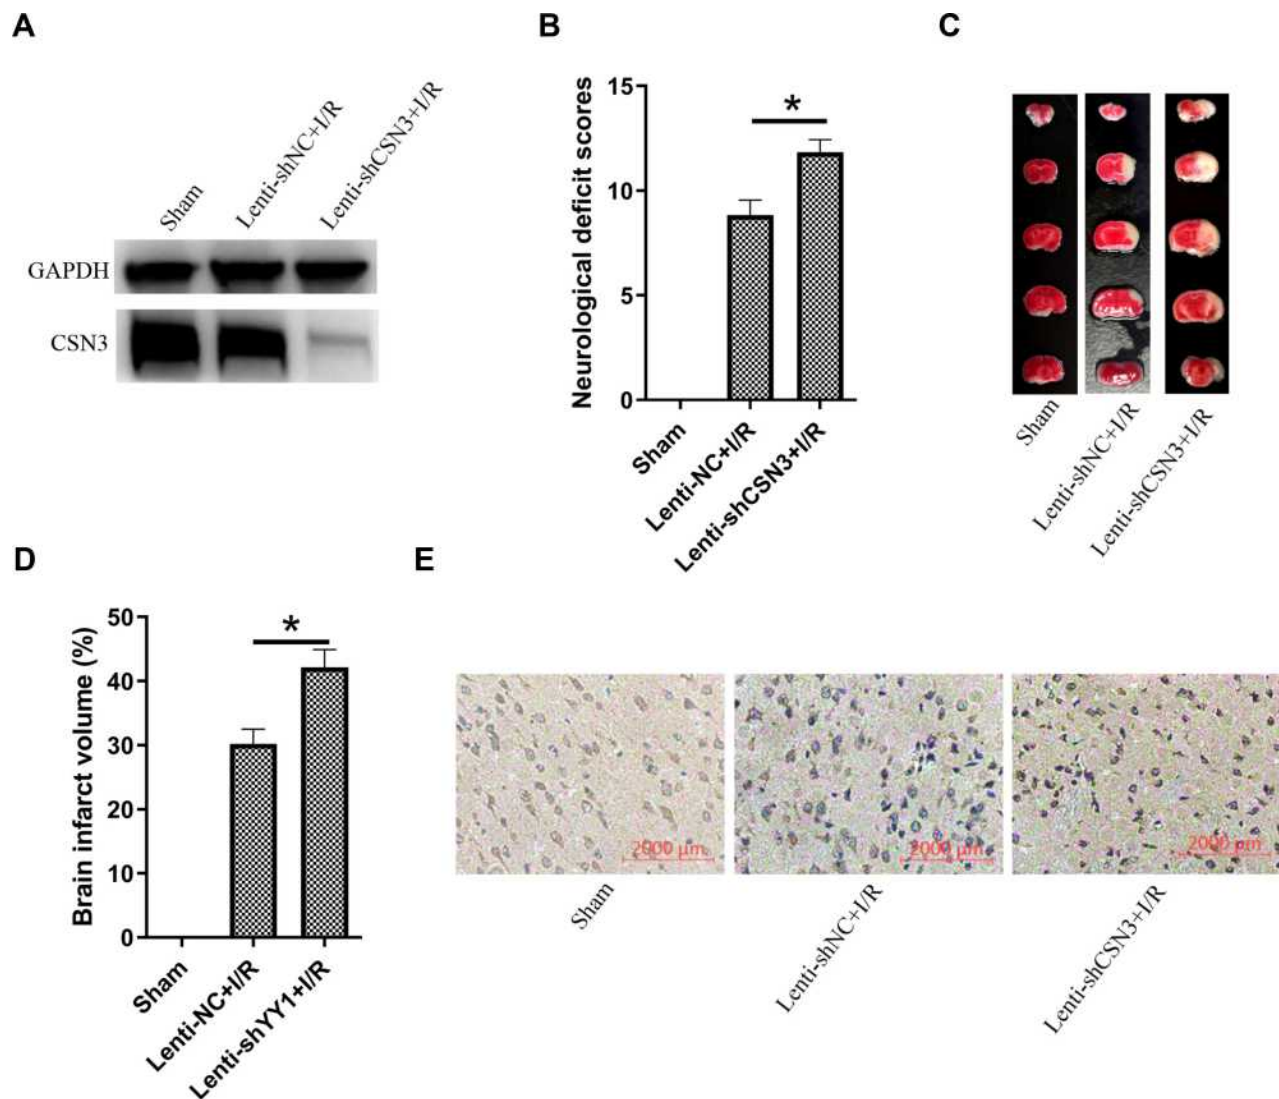 A
Sham
Lenti-shNC+I/R
Lenti-shCSN3+I/R
GAPDH
CSN3
B
Neurological deficit scores
15
10
5
0
*
Sham
Lenti-NC+I/R
Lenti-shCSN3+I/R
C
Sham
Lenti-shNC+I/R
Lenti-shCSN3+I/R
D
Brain infarct volume (%)
50
40
30
20
10
0
*
Sham
Lenti-NC+I/R
Lenti-shYY1+I/R
E
2000 μm
2000 μm
2000 μm
Sham
Lenti-shNC+I/R
Lenti-shCSN3+I/R